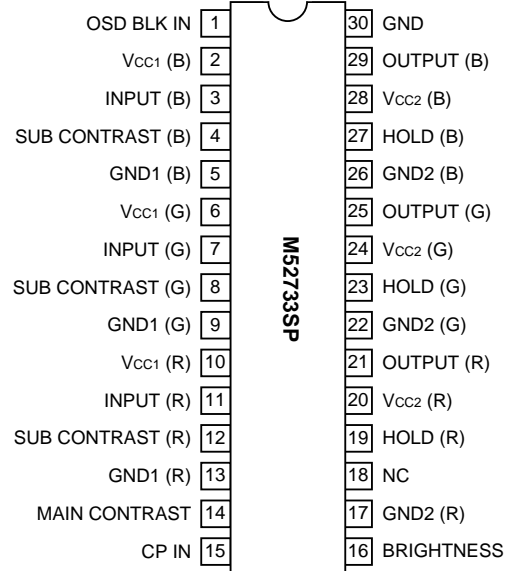 OSD BLK IN 1 30 GND
Vcc1 (B) 2 29 OUTPUT (B)
INPUT (B) 3 28 Vcc2 (B)
SUB CONTRAST (B) 4 27 HOLD (B)
GND1 (B) 5 26 GND2 (B)
Vcc1 (G) 6 25 OUTPUT (G)
INPUT (G) 7 24 Vcc2 (G)
SUB CONTRAST (G) 8 23 HOLD (G)
GND1 (G) 9 22 GND2 (G)
Vcc1 (R) 10 21 OUTPUT (R)
INPUT (R) 11 20 Vcc2 (R)
SUB CONTRAST (R) 12 19 HOLD (R)
GND1 (R) 13 18 NC
MAIN CONTRAST 14 17 GND2 (R)
CP IN 15 16 BRIGHTNESS
M52733SP